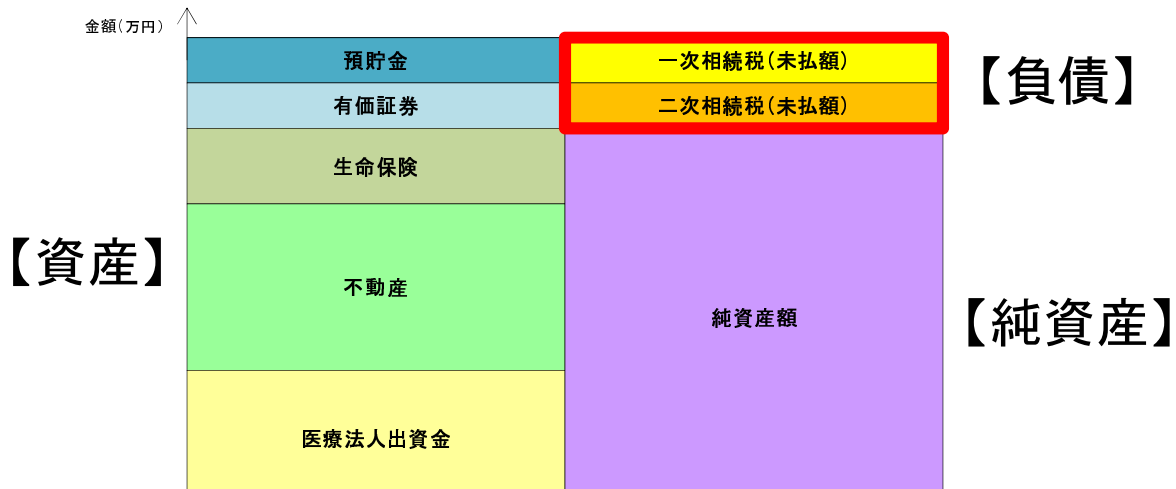 金額(万円)
預貯金
一次相続税(未払額)
【負債】
有価証券
二次相続税(未払額)
生命保険
【資産】
不動産
純資産額
【純資産】
医療法人出資金